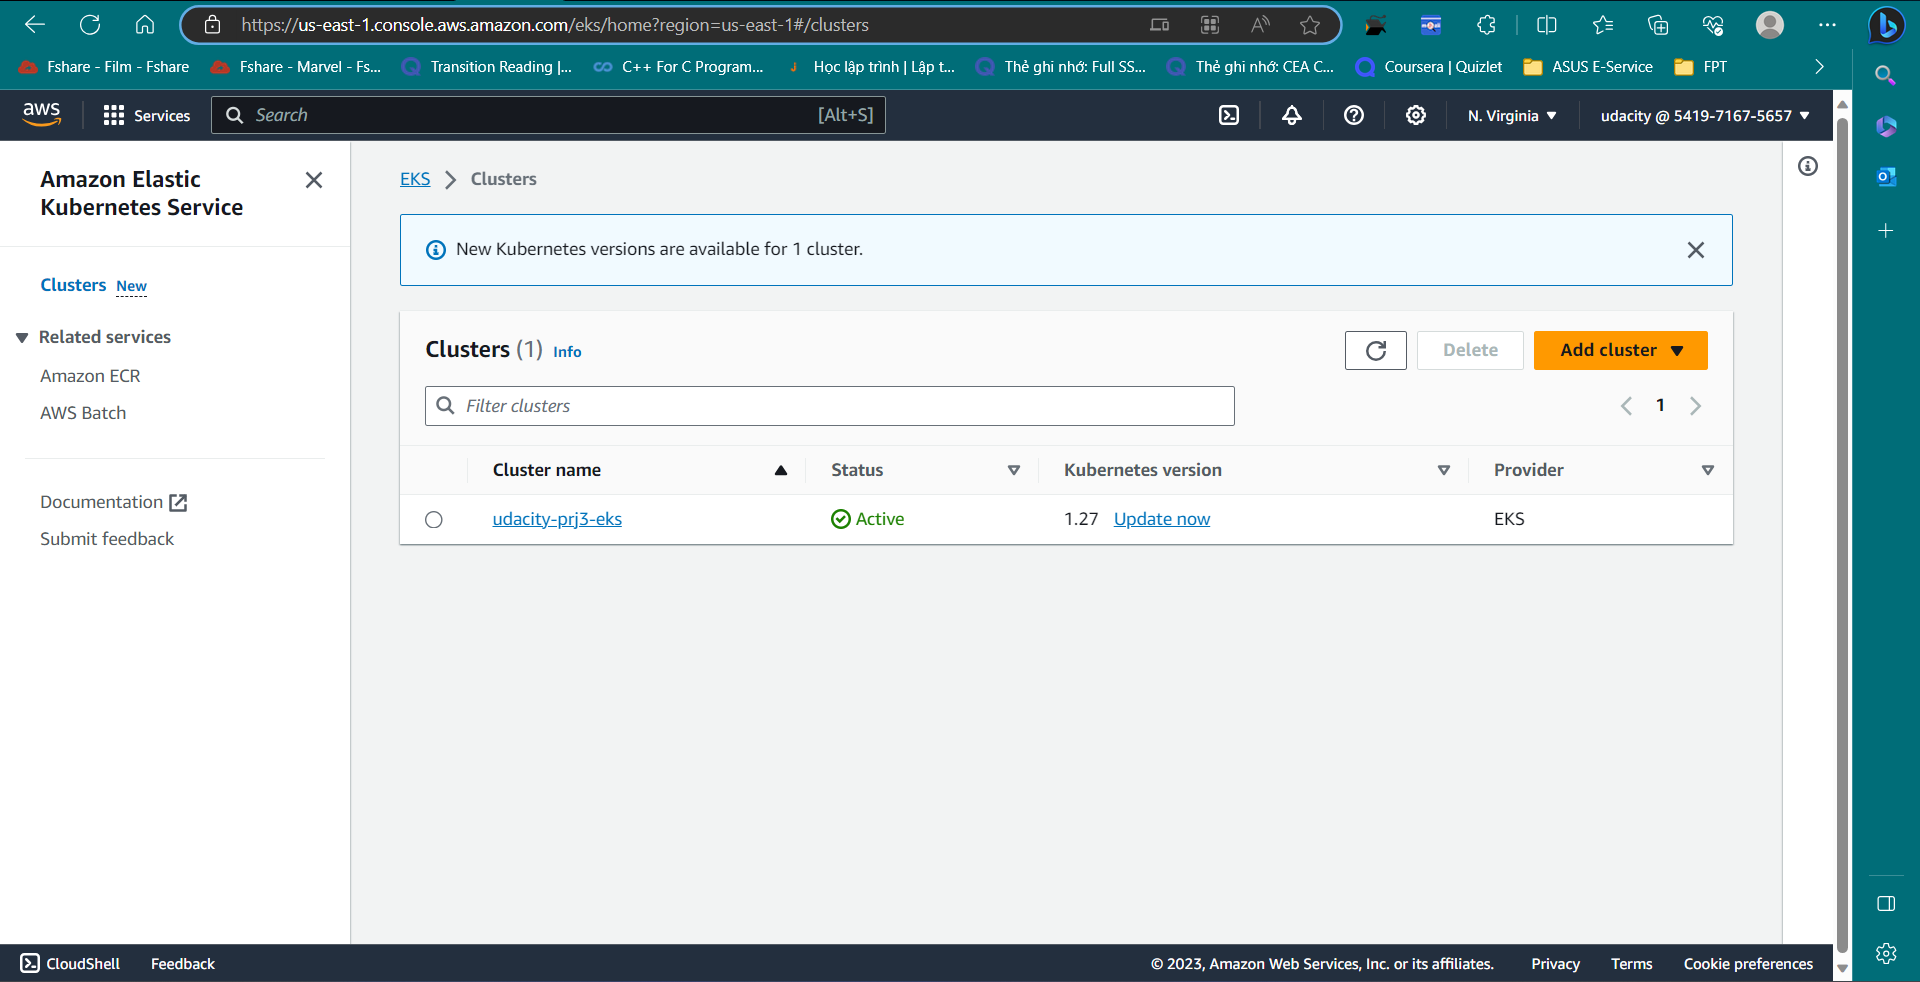 https://us-east-1.console.aws.amazon.com/eks/home?region=us-east-1#/clusters
Fshare - Film - Fshare
Fshare - Marvel - Fs...
Transition Reading |...
C++ For C Program...
Học lập trình | Lập t...
Thẻ ghi nhớ: Full SS...
Thẻ ghi nhớ: CEA C...
Coursera | Quizlet
ASUS E-Service
FPT
aws
Services
Search
[Alt+S]
N. Virginia
udacity @ 5419-7167-5657
Amazon Elastic
Kubernetes Service
Clusters New
Related services
Amazon ECR
AWS Batch
Documentation
Submit feedback
EKS
Clusters
New Kubernetes versions are available for 1 cluster.
Clusters (1) Info
Delete
Add cluster
Filter clusters
1
Cluster name
Status
Kubernetes version
Provider
udacity-prj3-eks
Active
1.27 Update now
EKS
CloudShell
Feedback
© 2023, Amazon Web Services, Inc. or its affiliates.
Privacy
Terms
Cookie preferences